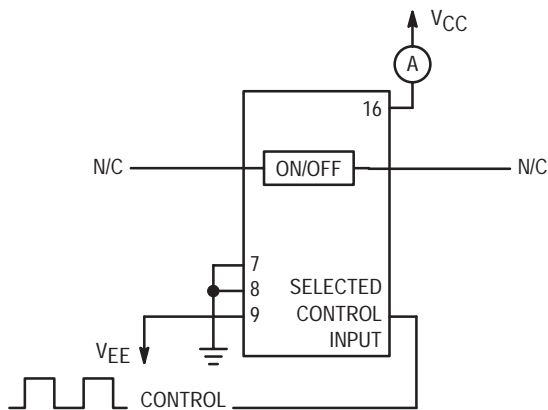 VCC
A
16
N/C
ON/OFF
N/C
7
8
9
SELECTED
CONTROL
INPUT
VEE
CONTROL